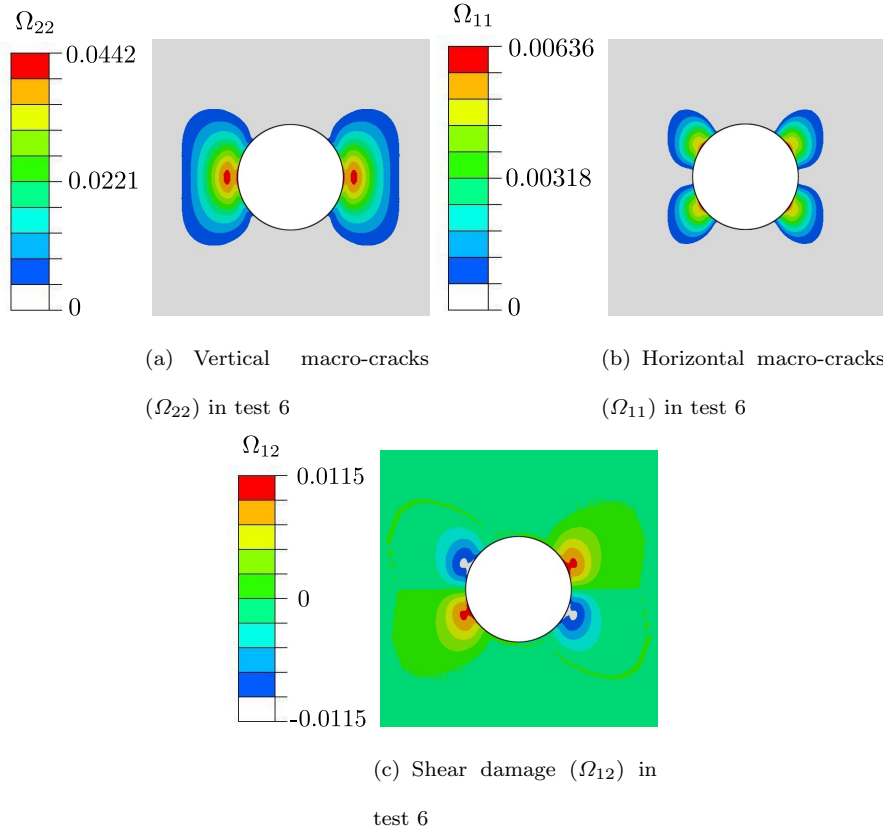 Ω22
0.0442
0.0221
0
Ω11
0.00636
0.00318
0
(a) Vertical macro-cracks
(Ω22) in test 6
(b) Horizontal macro-cracks
(Ω11) in test 6
Ω12
0.0115
0
-0.0115
(c) Shear damage (Ω12) in
test 6